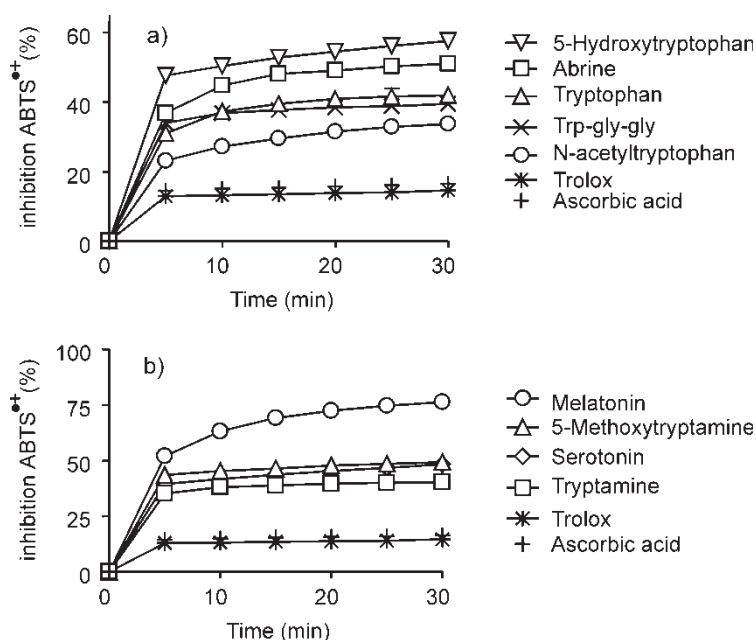 a)
inhibition ABTS●+(%)
60
40
20
0
0 10 20 30
Time (min)
5-Hydroxytryptophan
Abrine
Tryptophan
Trp-gly-gly
N-acetyltryptophan
Trolox
Ascorbic acid
b)
inhibition ABTS●+(%)
100
75
50
25
0
0 10 20 30
Time (min)
Melatonin
5-Methoxytryptamine
Serotonin
Tryptamine
Trolox
Ascorbic acid